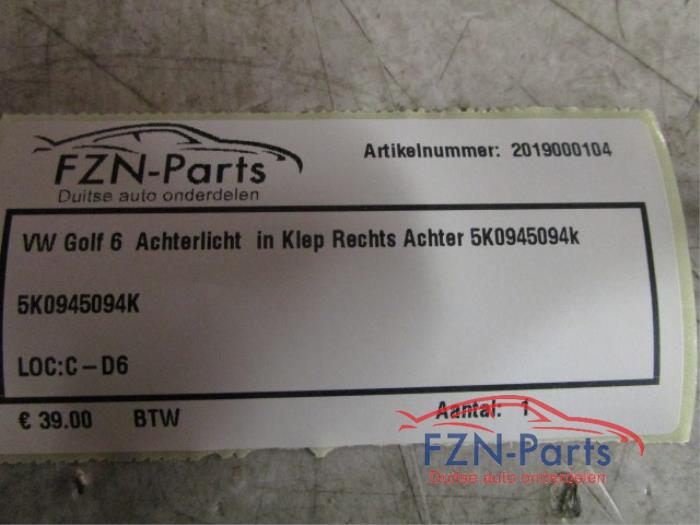 FZN-Parts
Duitse auto onderdelen
Artikelnummer: 2019000104
VW Golf 6 Achterlicht in Klep Rechts Achter 5K0945094k
5K0945094K
LOC:C-D6
€ 39.00 BTW Aantal: 1
FZN-Parts
Duitse auto onderdelen